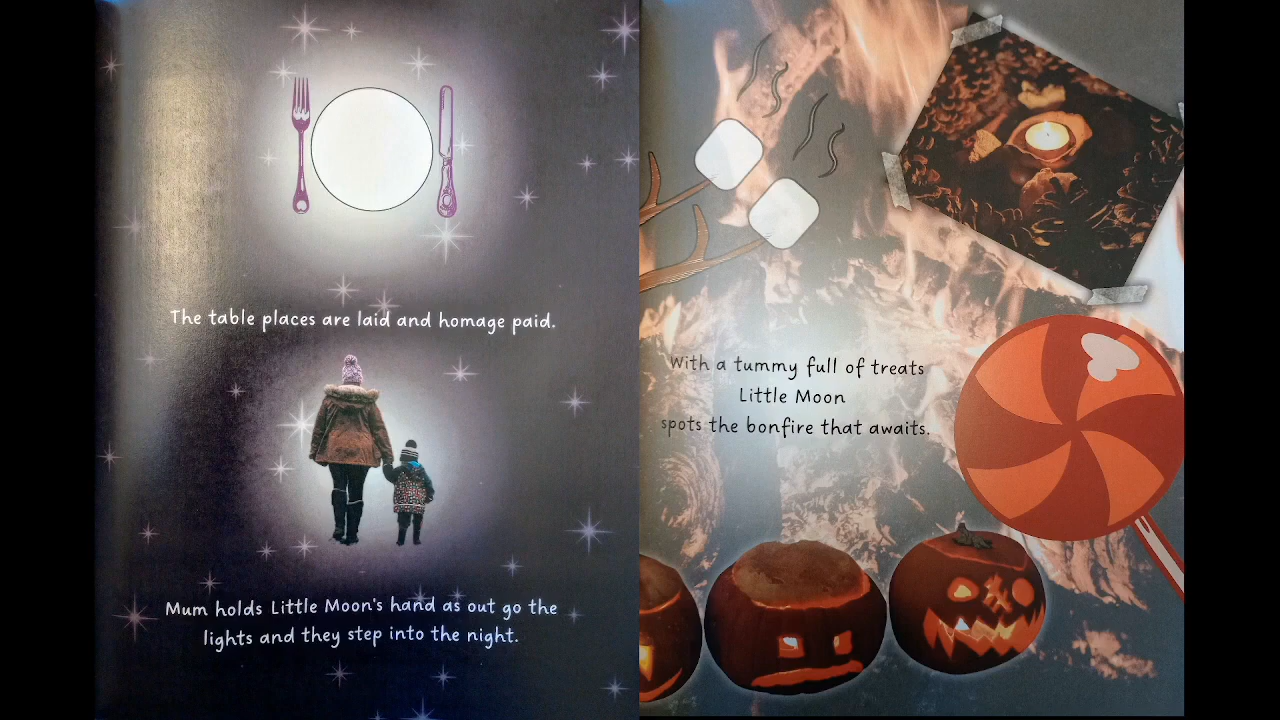 The table places are laid and homage paid.
Mum holds Little Moon's hand as out go the
lights and they step into the night.
With a tummy full of treats
Little Moon
spots the bonfire that awaits.